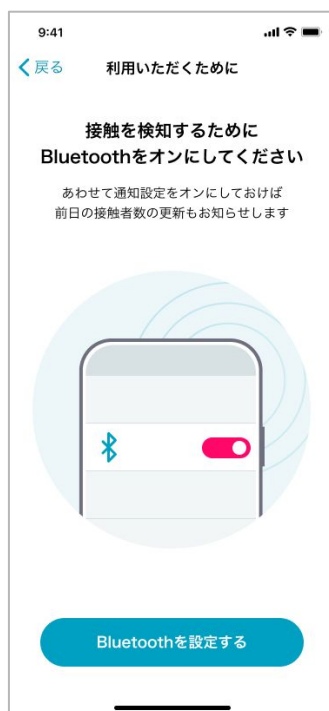 9:41
戻る
利用いただくために
接触を検知するために
Bluetoothをオンにしてください
あわせて通知設定をオンにしておけば
前日の接触者数の更新もお知らせします
Bluetoothを設定する